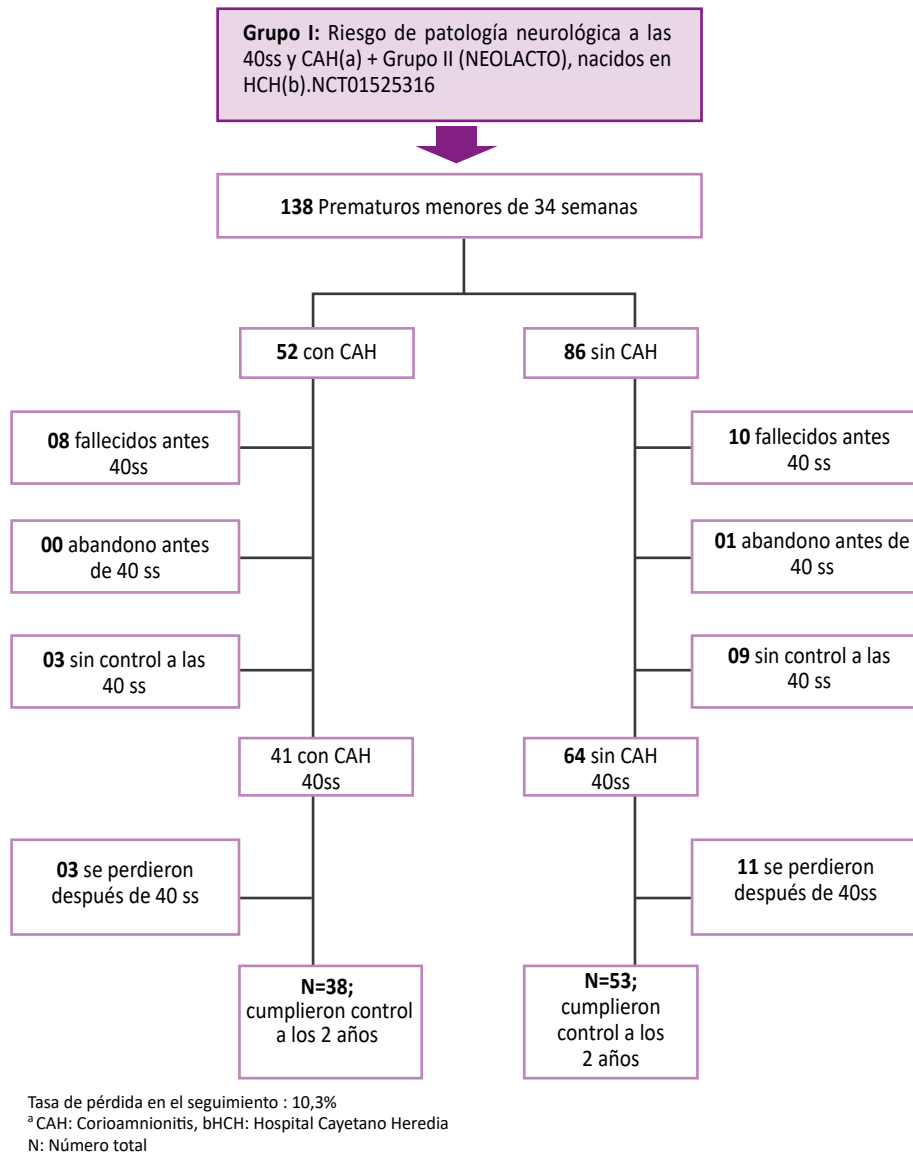 Grupo I: Riesgo de patología neurológica a las
40ss y CAH(a) + Grupo II (NEOLACTO), nacidos en
HCH(b).NCT01525316
138 Prematuros menores de 34 semanas
52 con CAH
86 sin CAH
08 fallecidos antes
40ss
10 fallecidos antes
40 ss
00 abandono antes
de 40 ss
01 abandono antes de
40 ss
03 sin control a las
40 ss
09 sin control a las
40 ss
41 con CAH
40ss
64 sin CAH
40ss
03 se perdieron
después de 40 ss
11 se perdieron
después de 40ss
N=38;
cumplieron control
a los 2 años
N=53;
cumplieron
control a los
2 años
Tasa de pérdida en el seguimiento : 10,3%
a CAH: Corioamnionitis, bHCH: Hospital Cayetano Heredia
N: Número total